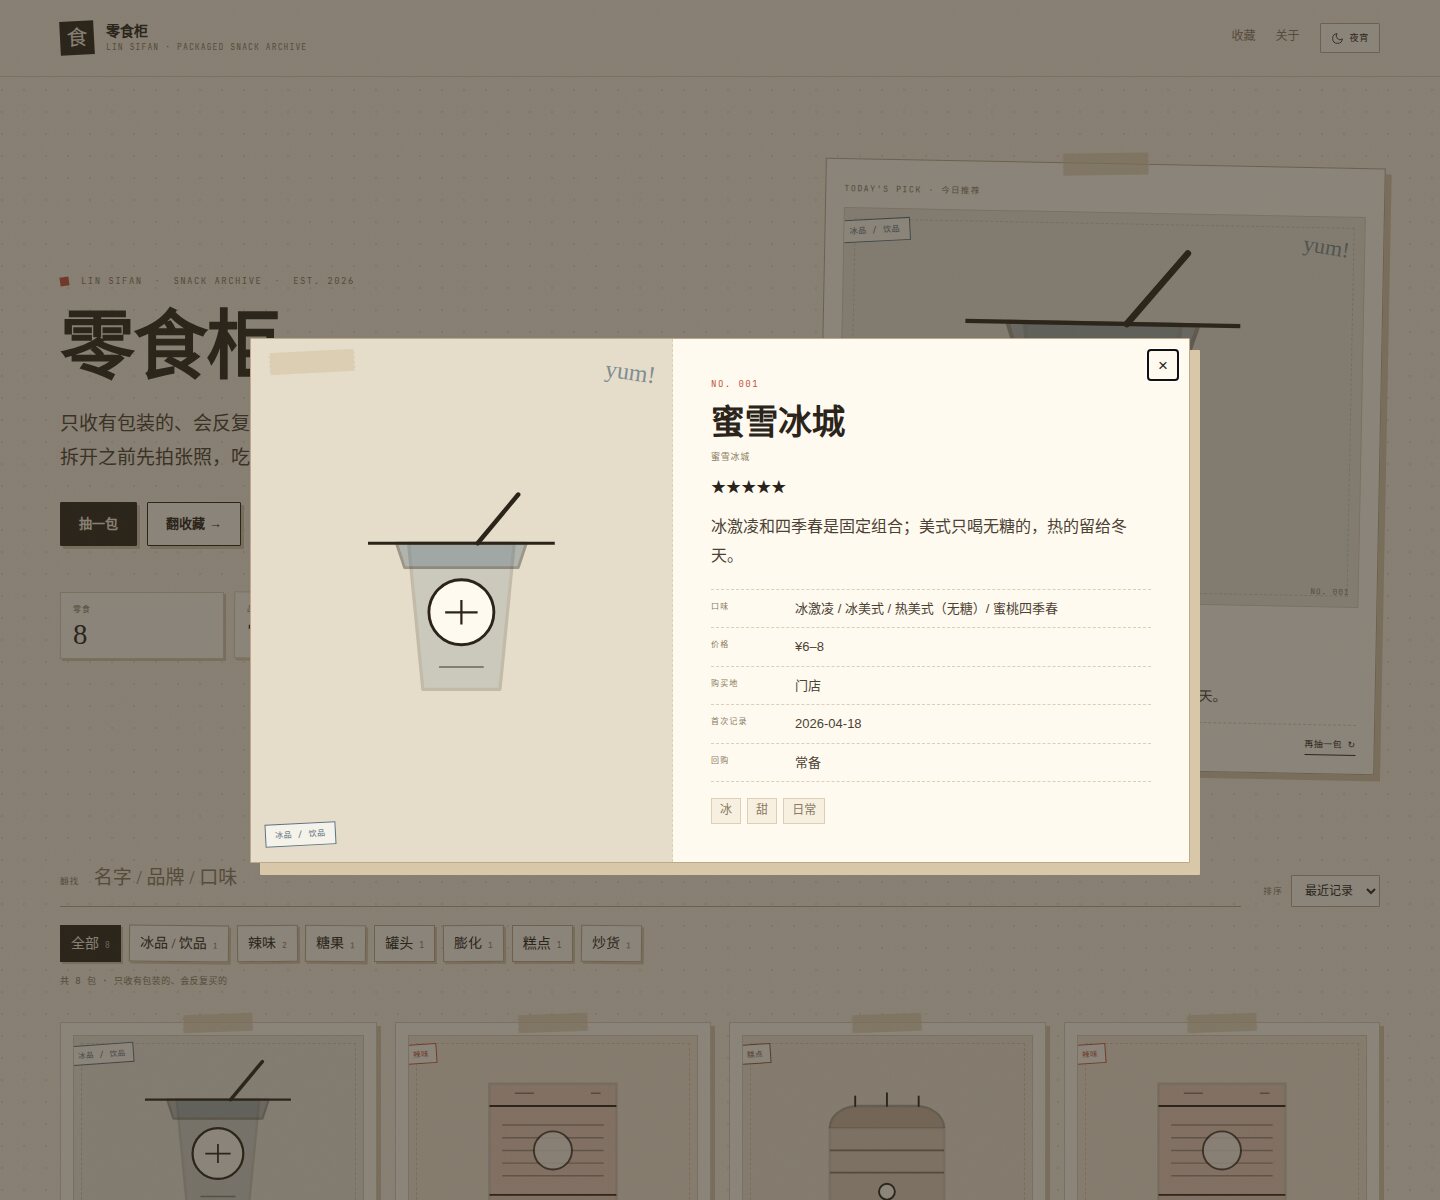 食
零食柜
LIN SIFAN · PACKAGED SNACK ARCHIVE
收藏
关于
夜宵
TODAY'S PICK · 今日推荐
冰品 / 饮品
yum!
LIN SIFAN · SNACK ARCHIVE · EST. 2026
零食柜
只收有包装的、会反复
拆开之前先拍张照，吃
抽一包
翻收藏 →
零食
8
NO. 001
天。
再抽一包 ↻
yum!
冰品 / 饮品
×
NO. 001
蜜雪冰城
蜜雪冰城
★★★★★
冰激凌和四季春是固定组合；美式只喝无糖的，热的留给冬
天。
口味 冰激凌 / 冰美式 / 热美式（无糖）/ 蜜桃四季春
价格 ¥6–8
购买地 门店
首次记录 2026-04-18
回购 常备
冰 甜 日常
翻找 名字 / 品牌 / 口味
排序 最近记录
全部 8
冰品 / 饮品 1
辣味 2
糖果 1
罐头 1
膨化 1
糕点 1
炒货 1
共 8 包 · 只收有包装的、会反复买的
冰品 / 饮品
辣味
糕点
辣味